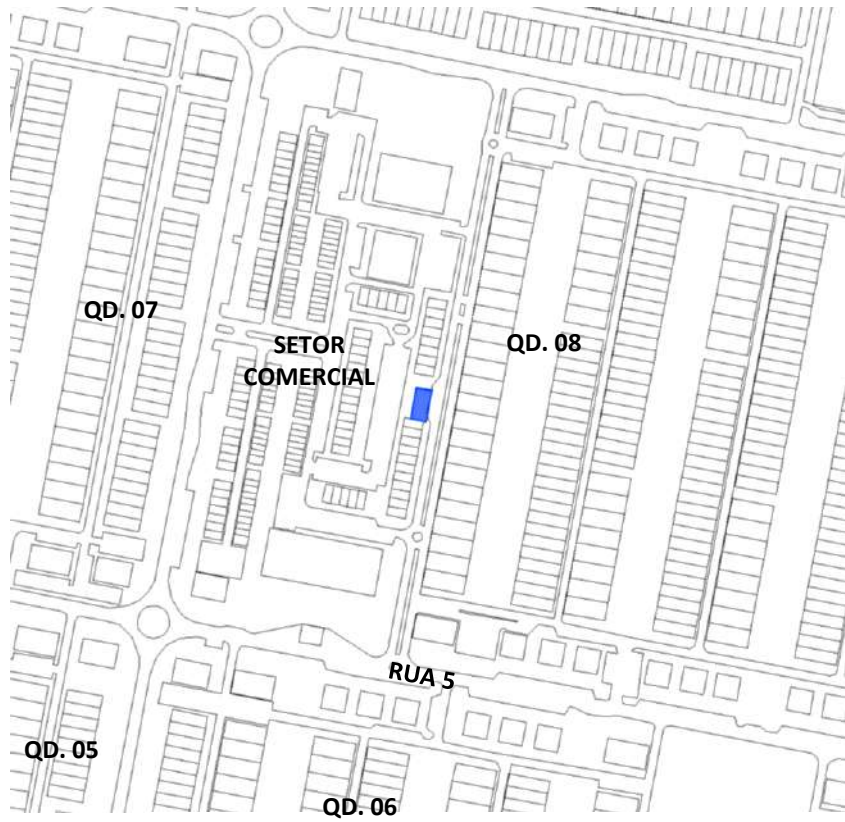 QD. 07
SETOR
COMERCIAL
QD. 08
RUA 5
QD. 05
QD. 06